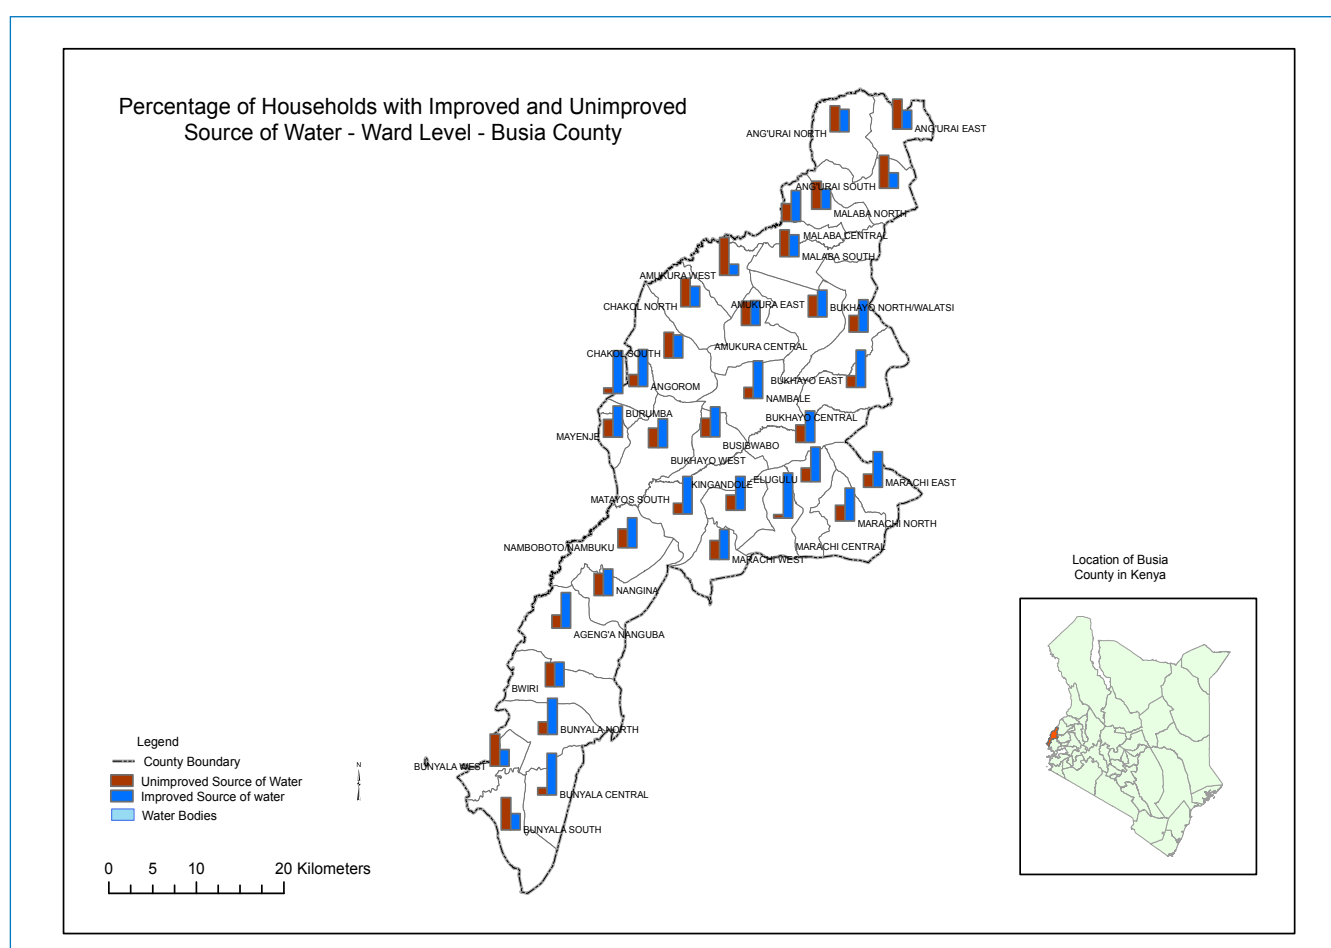 Percentage of Households with Improved and Unimproved
Source of Water - Ward Level - Busia County
ANG'URAI NORTH
ANG'URAI EAST
ANG'URAI SOUTH
MALABA NORTH
MALABA CENTRAL
MALABA SOUTH
AMUKURA WEST
CHAKOL NORTH
AMUKURA EAST
BUKHAYO NORTH/WALATSI
AMUKURA CENTRAL
CHAKOL SOUTH
BUKHAYO EAST
ANGOROM
NAMBALE
BURUMBA
BUKHAYO CENTRAL
MAYENJE
BUSIBWABO
BUKHAYO WEST
ELUGULU
MARACHI EAST
KINGANDOLE
MATAYOS SOUTH
MARACHI NORTH
NAMBOBOTO/NAMBUKU
MARACHI CENTRAL
MARACHI WEST
NANGINA
AGENG'A NANGUBA
BWIRI
BUNYALA NORTH
BUNYALA WEST
BUNYALA CENTRAL
BUNYALA SOUTH
Location of Busia
County in Kenya
Legend
County Boundary
Unimproved Source of Water
Improved Source of water
Water Bodies
N
0 5 10 20 Kilometers